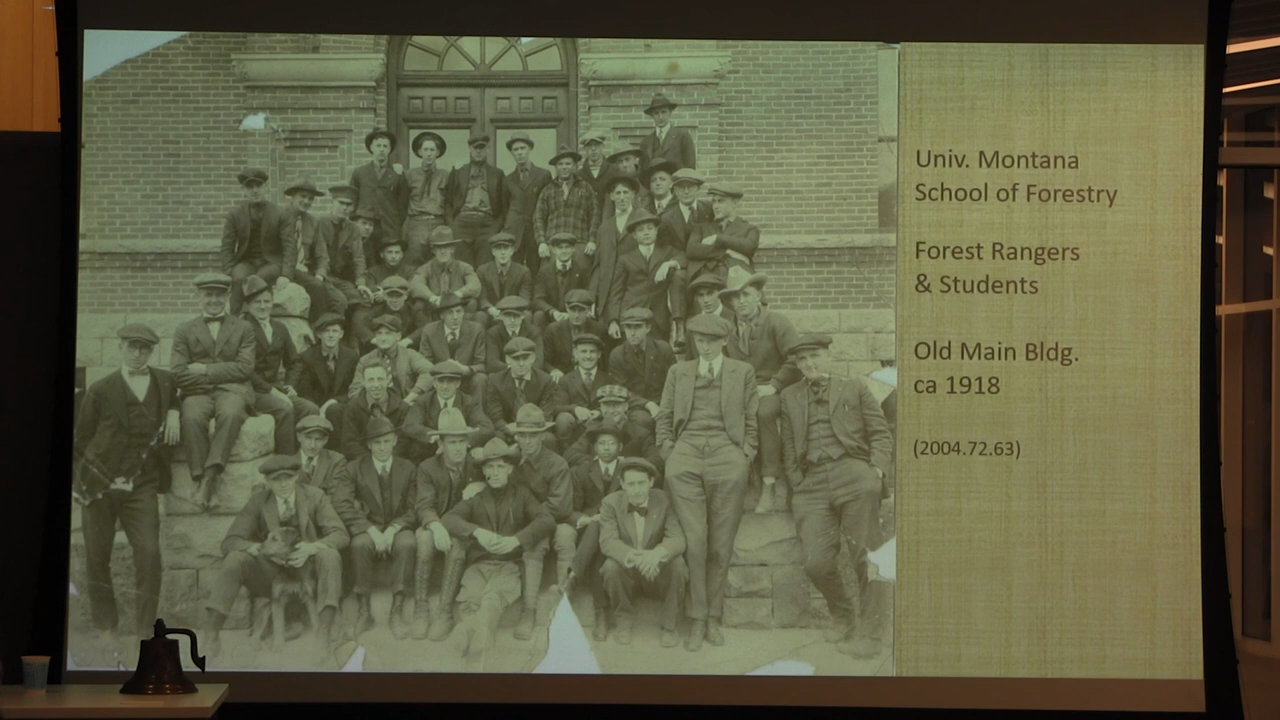 Univ. Montana
School of Forestry
Forest Rangers
& Students
Old Main Bldg.
ca 1918
(2004.72.63)